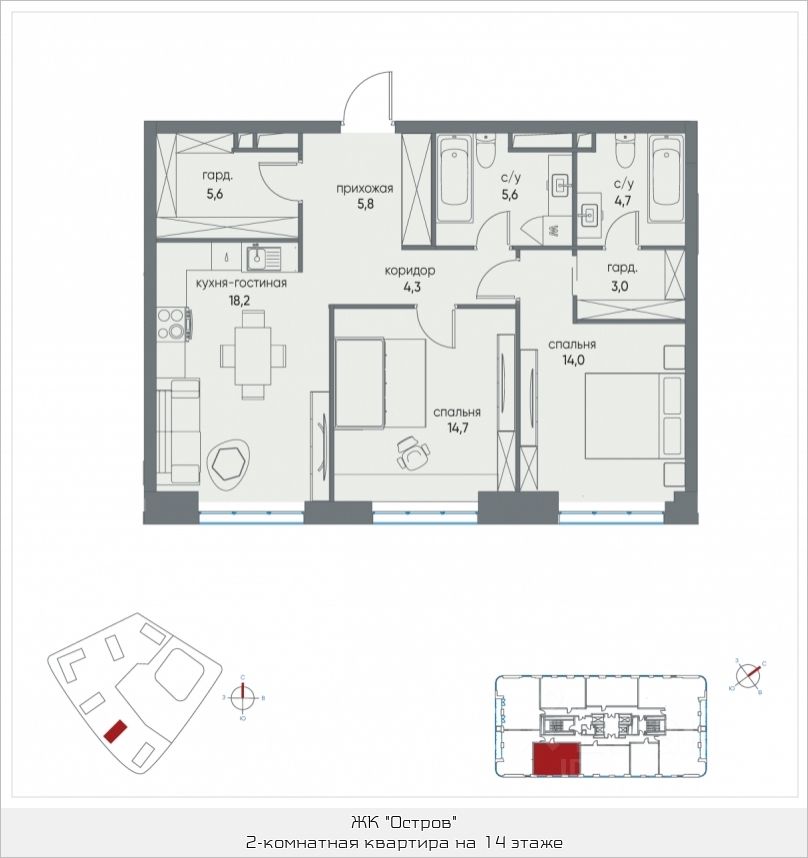 гард.
5,6
прихожая
5,8
с/у
5,6
с/у
4,7
кухня-гостиная
18,2
коридор
4,3
гард.
3,0
спальня
14,0
спальня
14,7
С
З
В
Ю
З
С
Ю
В
ЖК "Остров"
2-комнатная квартира на 14 этаже